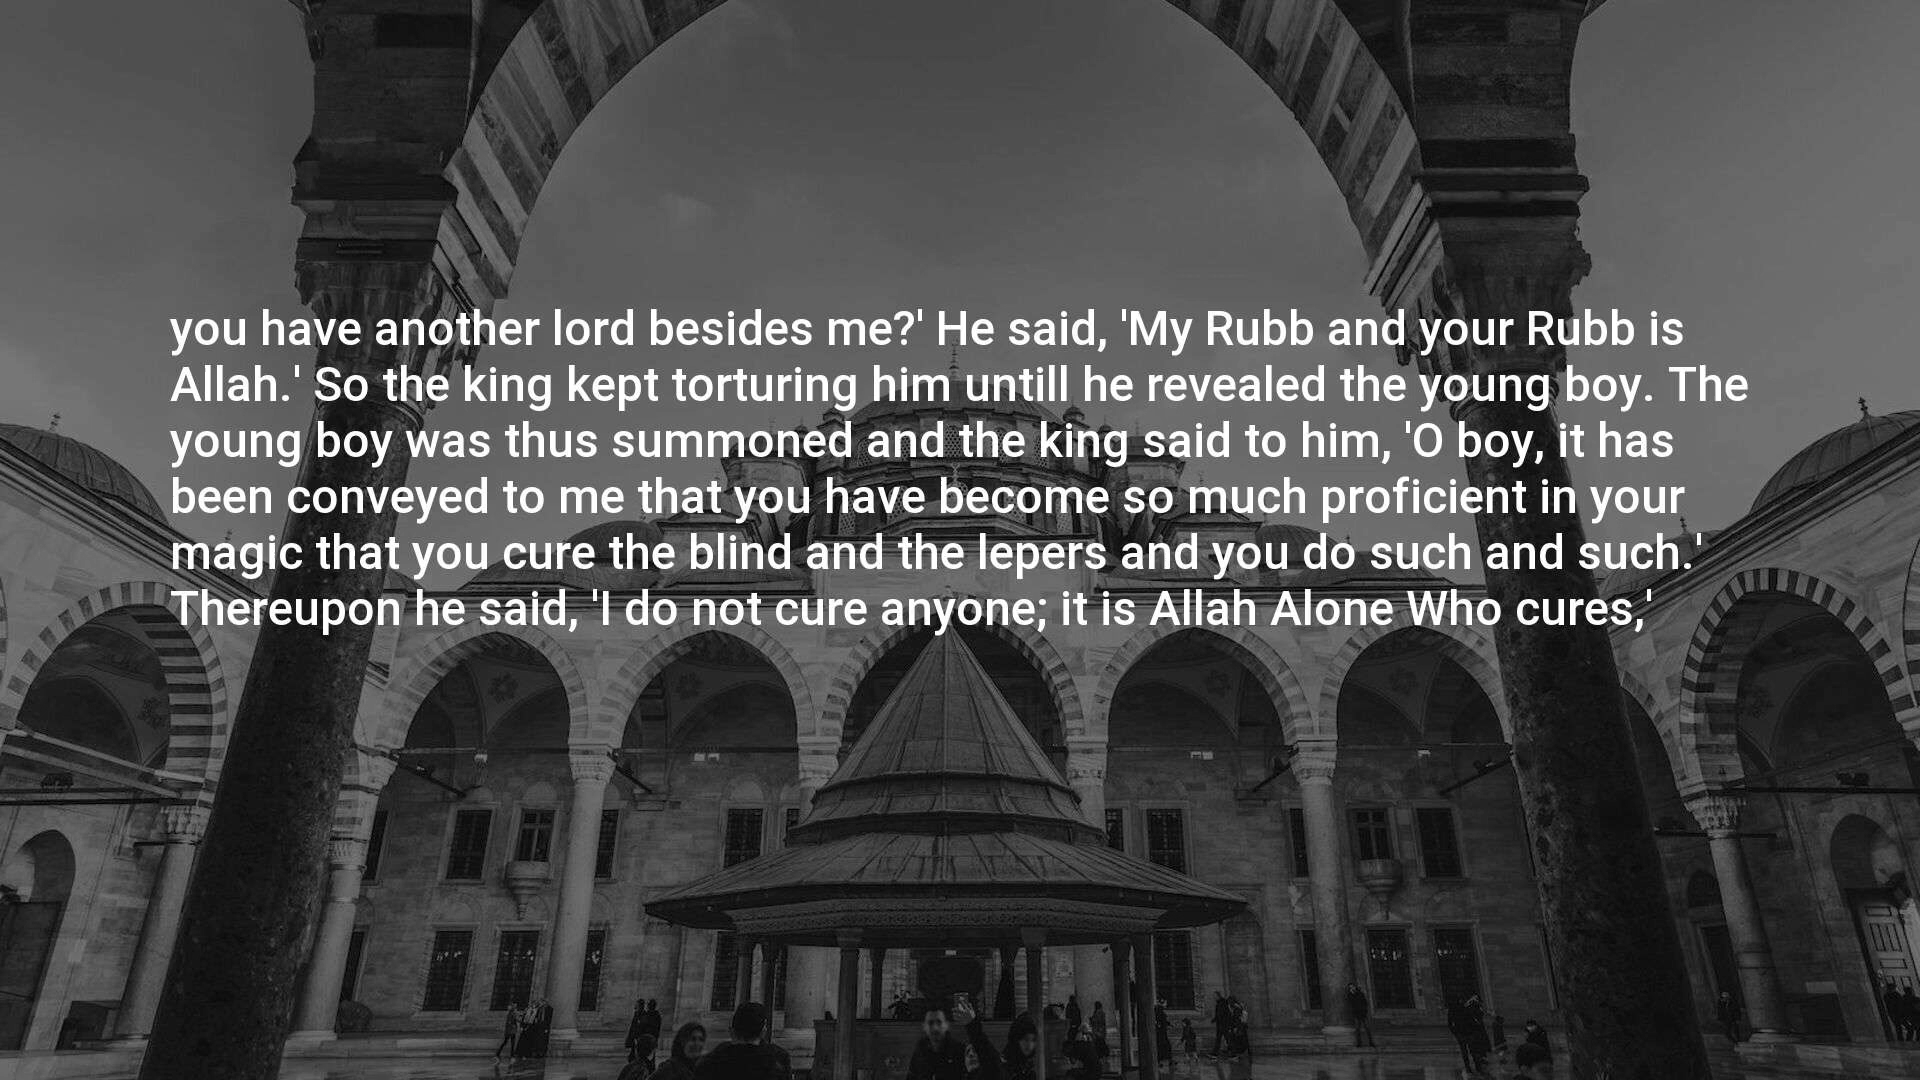 you have another lord besides me?' He said, 'My Rubb and your Rubb is
Allah.' So the king kept torturing him untill he revealed the young boy. The
young boy was thus summoned and the king said to him, 'O boy, it has
been conveyed to me that you have become so much proficient in your
magic that you cure the blind and the lepers and you do such and such.'
Thereupon he said, 'I do not cure anyone; it is Allah Alone Who cures,'